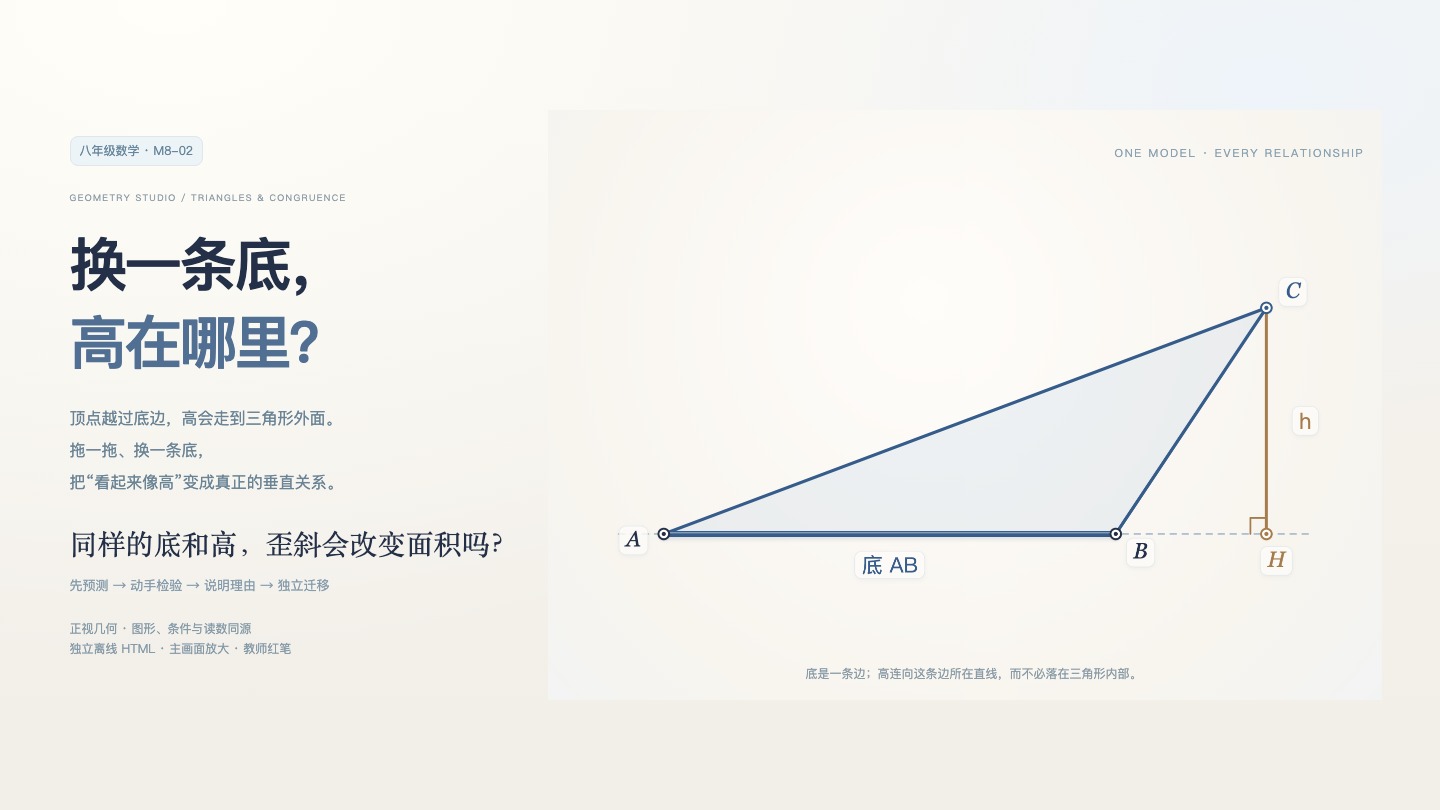 八年级数学 · M8–02
GEOMETRY STUDIO / TRIANGLES & CONGRUENCE
换一条底，
高在哪里？
顶点越过底边，高会走到三角形外面。
拖一拖、换一条底，
把“看起来像高”变成真正的垂直关系。
同样的底和高，歪斜会改变面积吗？
先预测 → 动手检验 → 说明理由 → 独立迁移
正视几何 · 图形、条件与读数同源
独立离线 HTML · 主画面放大 · 教师红笔
ONE MODEL · EVERY RELATIONSHIP
C
h
A
B
H
底 AB
底是一条边；高连向这条边所在直线，而不必落在三角形内部。